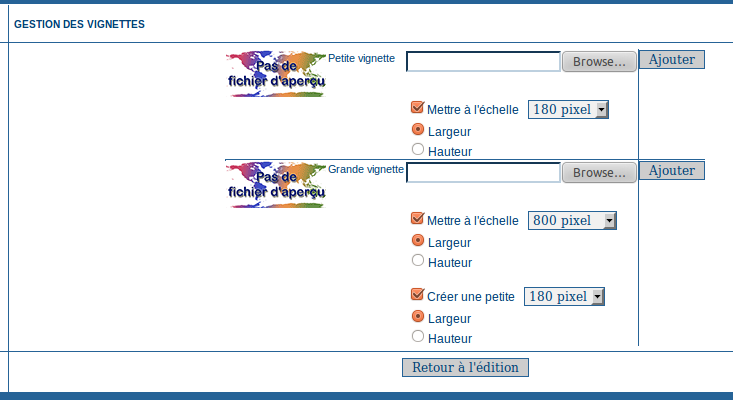 GESTION DES VIGNETTES
Pas de
fichier d'aperçu
Petite vignette
Browse...
Ajouter
Mettre à l'échelle 180 pixel
Largeur
Hauteur
Pas de
fichier d'aperçu
Grande vignette
Browse...
Ajouter
Mettre à l'échelle 800 pixel
Largeur
Hauteur
Créer une petite 180 pixel
Largeur
Hauteur
Retour à l'édition